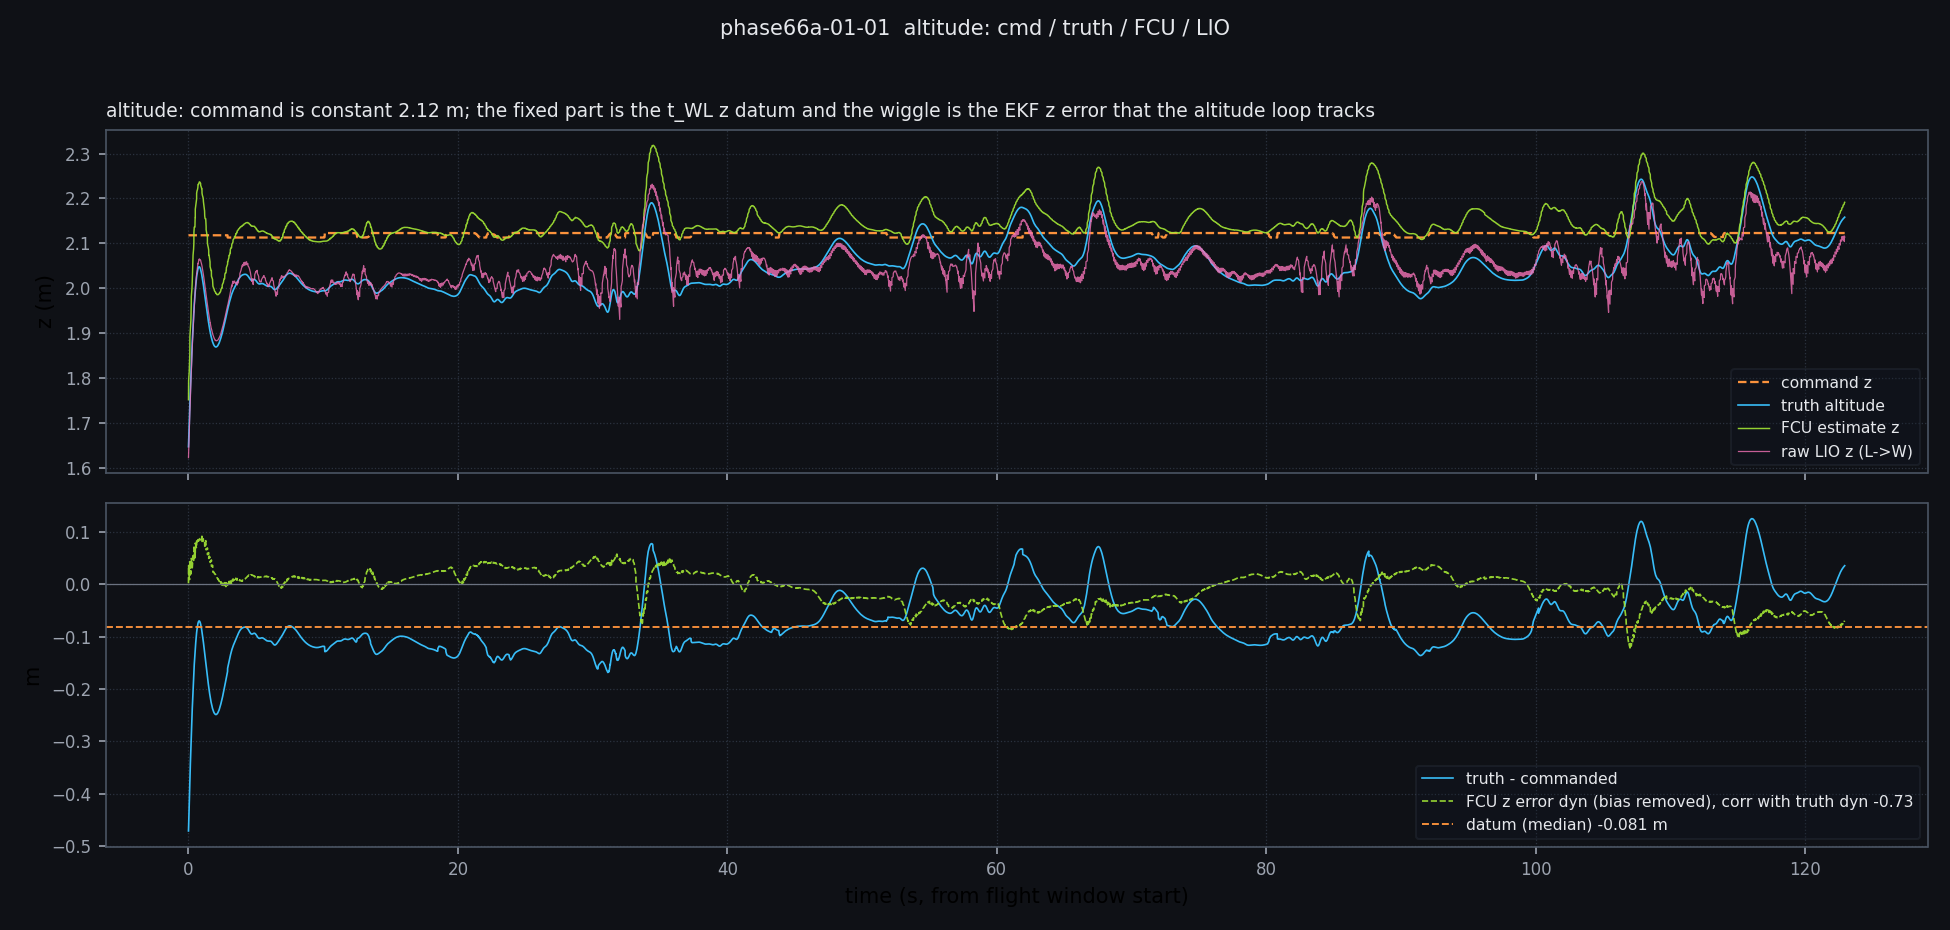 phase66a-01-01  altitude: cmd / truth / FCU / LIO
altitude: command is constant 2.12 m; the fixed part is the t_WL z datum and the wiggle is the EKF z error that the altitude loop tracks
z (m)
2.3
2.2
2.1
2.0
1.9
1.8
1.7
1.6
command z
truth altitude
FCU estimate z
raw LIO z (L->W)
m
0.1
0.0
−0.1
−0.2
−0.3
−0.4
−0.5
truth - commanded
FCU z error dyn (bias removed), corr with truth dyn -0.73
datum (median) -0.081 m
0 20 40 60 80 100 120
time (s, from flight window start)